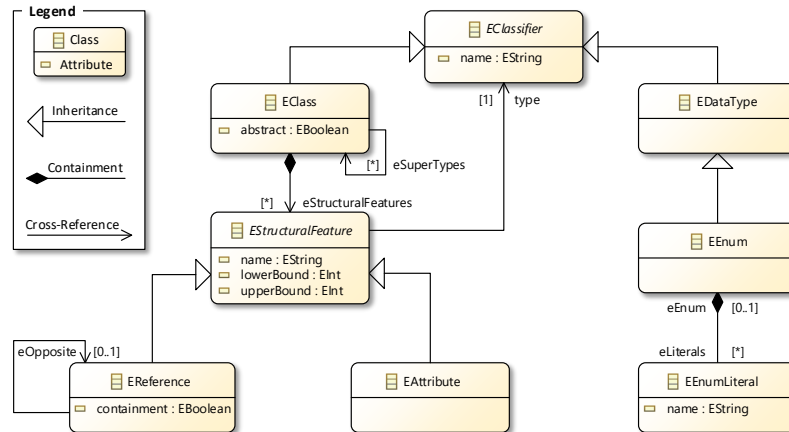 Legend
Class
Attribute
Inheritance
Containment
Cross-Reference
EClassifier
name : EString
[1] type
EClass
abstract : EBoolean
[*]
eSuperTypes
EDataType
[*] eStructuralFeatures
EStructuralFeature
name : EString
lowerBound : EInt
upperBound : EInt
EEnum
eEnum [0..1]
eOpposite [0..1]
eLiterals [*]
EReference
containment : EBoolean
EAttribute
EEnumLiteral
name : EString